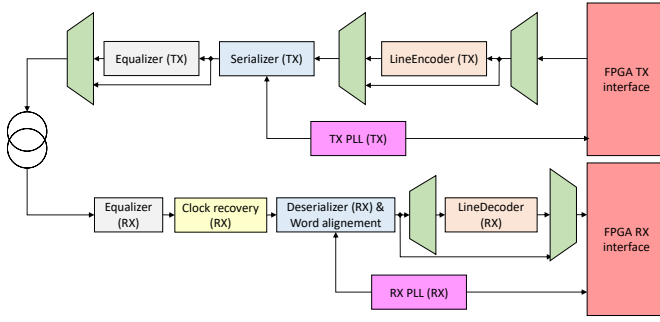 Equalizer (TX)
Serializer (TX)
LineEncoder (TX)
FPGA TX
interface
TX PLL (TX)
Equalizer
(RX)
Clock recovery
(RX)
Deserializer (RX) &
Word alignement
LineDecoder
(RX)
FPGA RX
interface
RX PLL (RX)